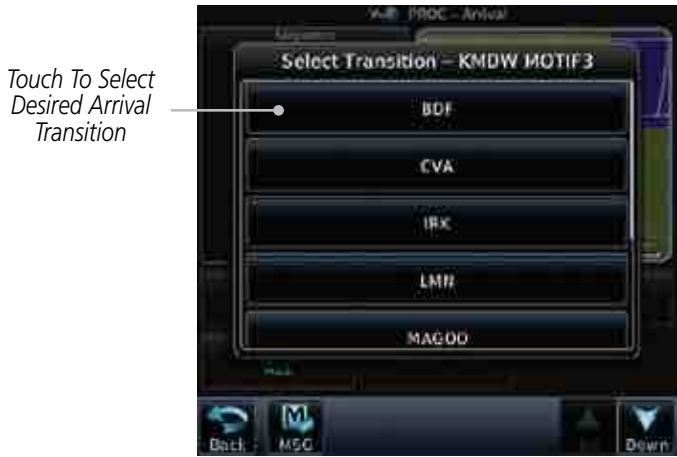 PROC - Arrival
Select Transition – KMDW MOTIF3
Touch To Select
Desired Arrival
Transition
BDF
CVA
IRK
LMN
MAGOO
Back
MSG
Down